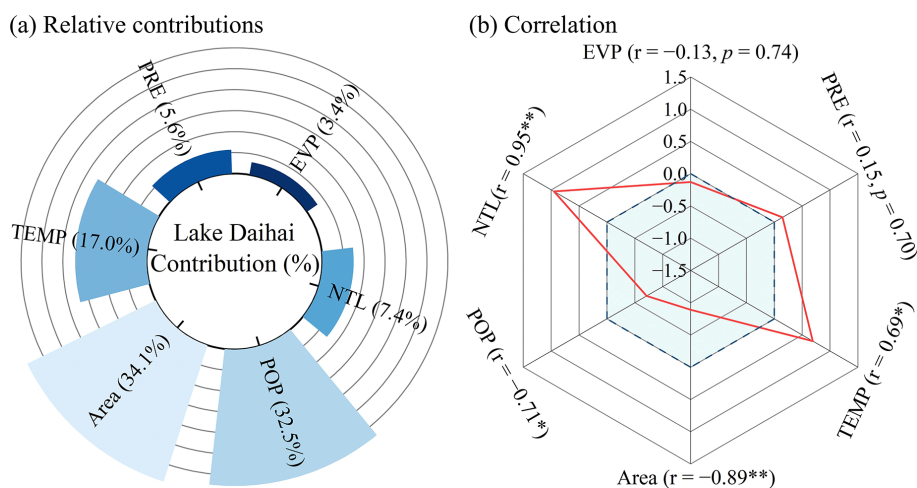 (a) Relative contributions
PRE (5.6%)
EVP (3.4%)
TEMP (17.0%)
Lake Daihai
Contribution (%)
NTL (7.4%)
Area (34.1%)
POP (32.5%)
(b) Correlation
EVP (r = −0.13, p = 0.74)
1.5
1.0
0.5
0.0
−0.5
−1.0
−1.5
PRE (r = 0.15, p = 0.70)
NTL(r = 0.95**)
POP (r = −0.71*)
TEMP (r = 0.69*)
Area (r = −0.89**)